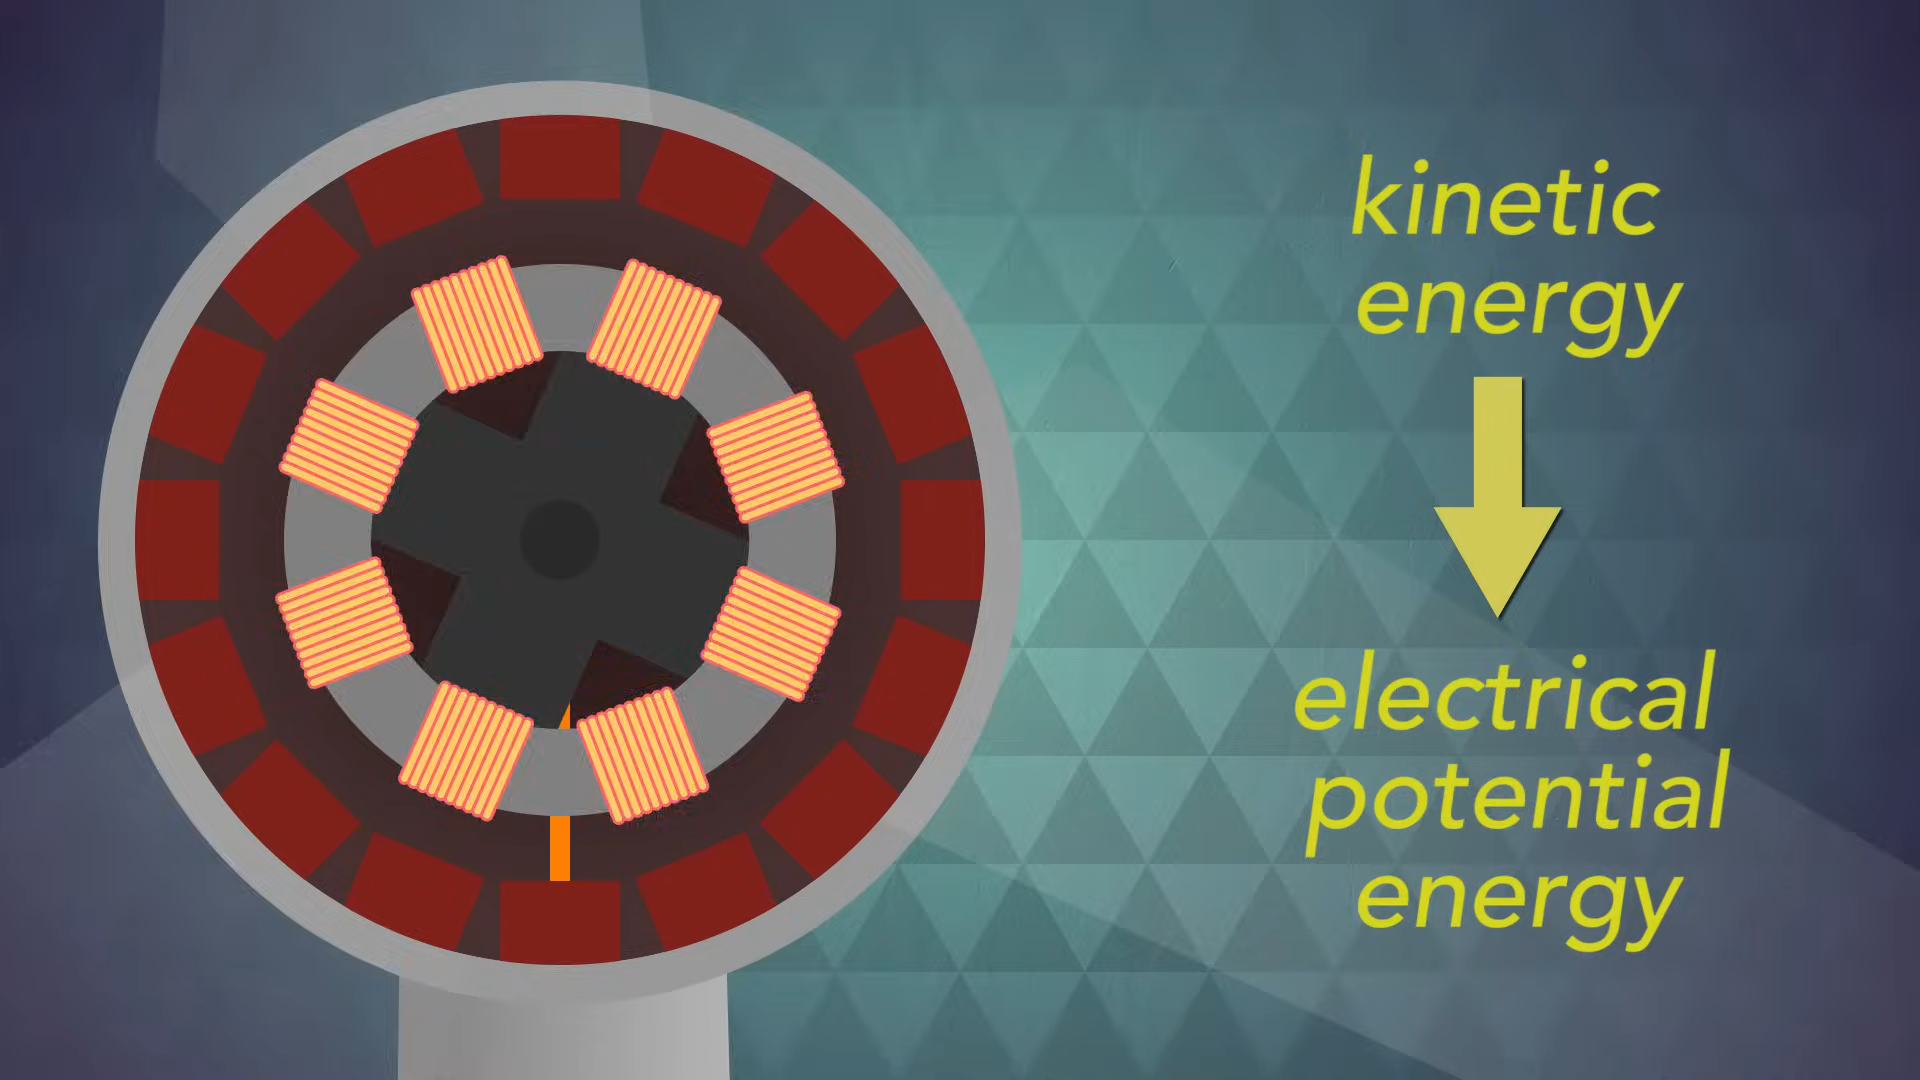 kinetic
energy
electrical
potential
energy